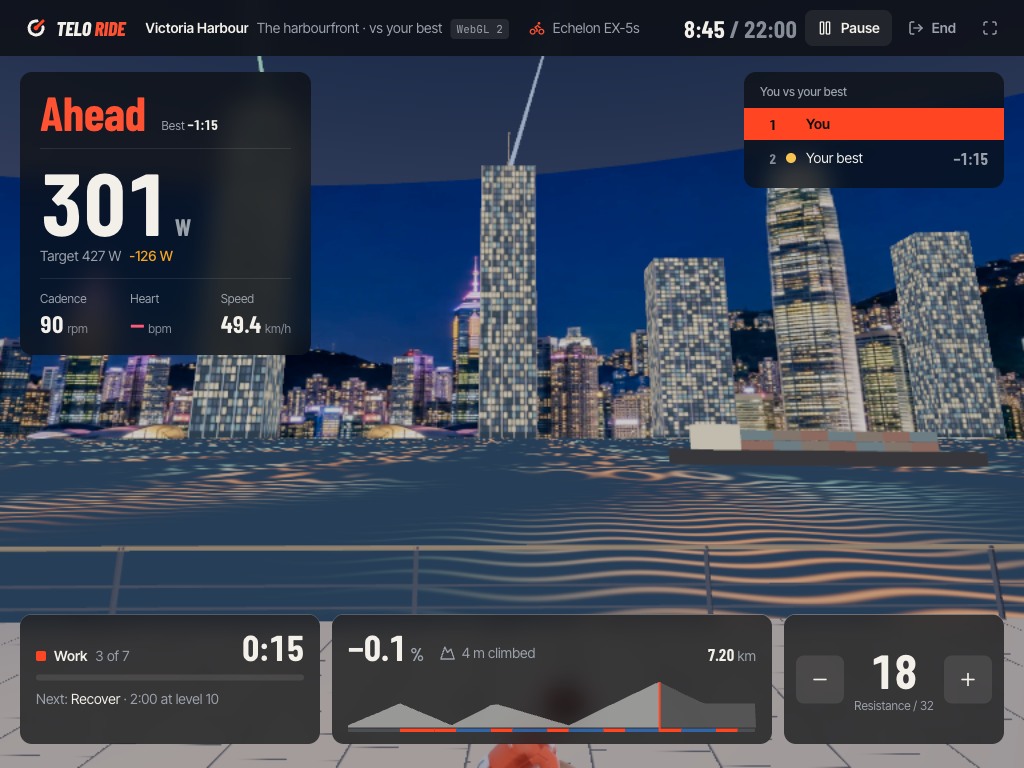 TELO RIDE Victoria Harbour The harbourfront · vs your best WebGL 2 Echelon EX-5s 8:45 / 22:00 Pause End
Ahead Best −1:15
301 W
Target 427 W -126 W
Cadence Heart Speed
90 rpm — bpm 49.4 km/h
You vs your best
1 You
2 Your best −1:15
Work 3 of 7 0:15
Next: Recover · 2:00 at level 10
−0.1 % 4 m climbed 7.20 km
− 18 +
Resistance / 32